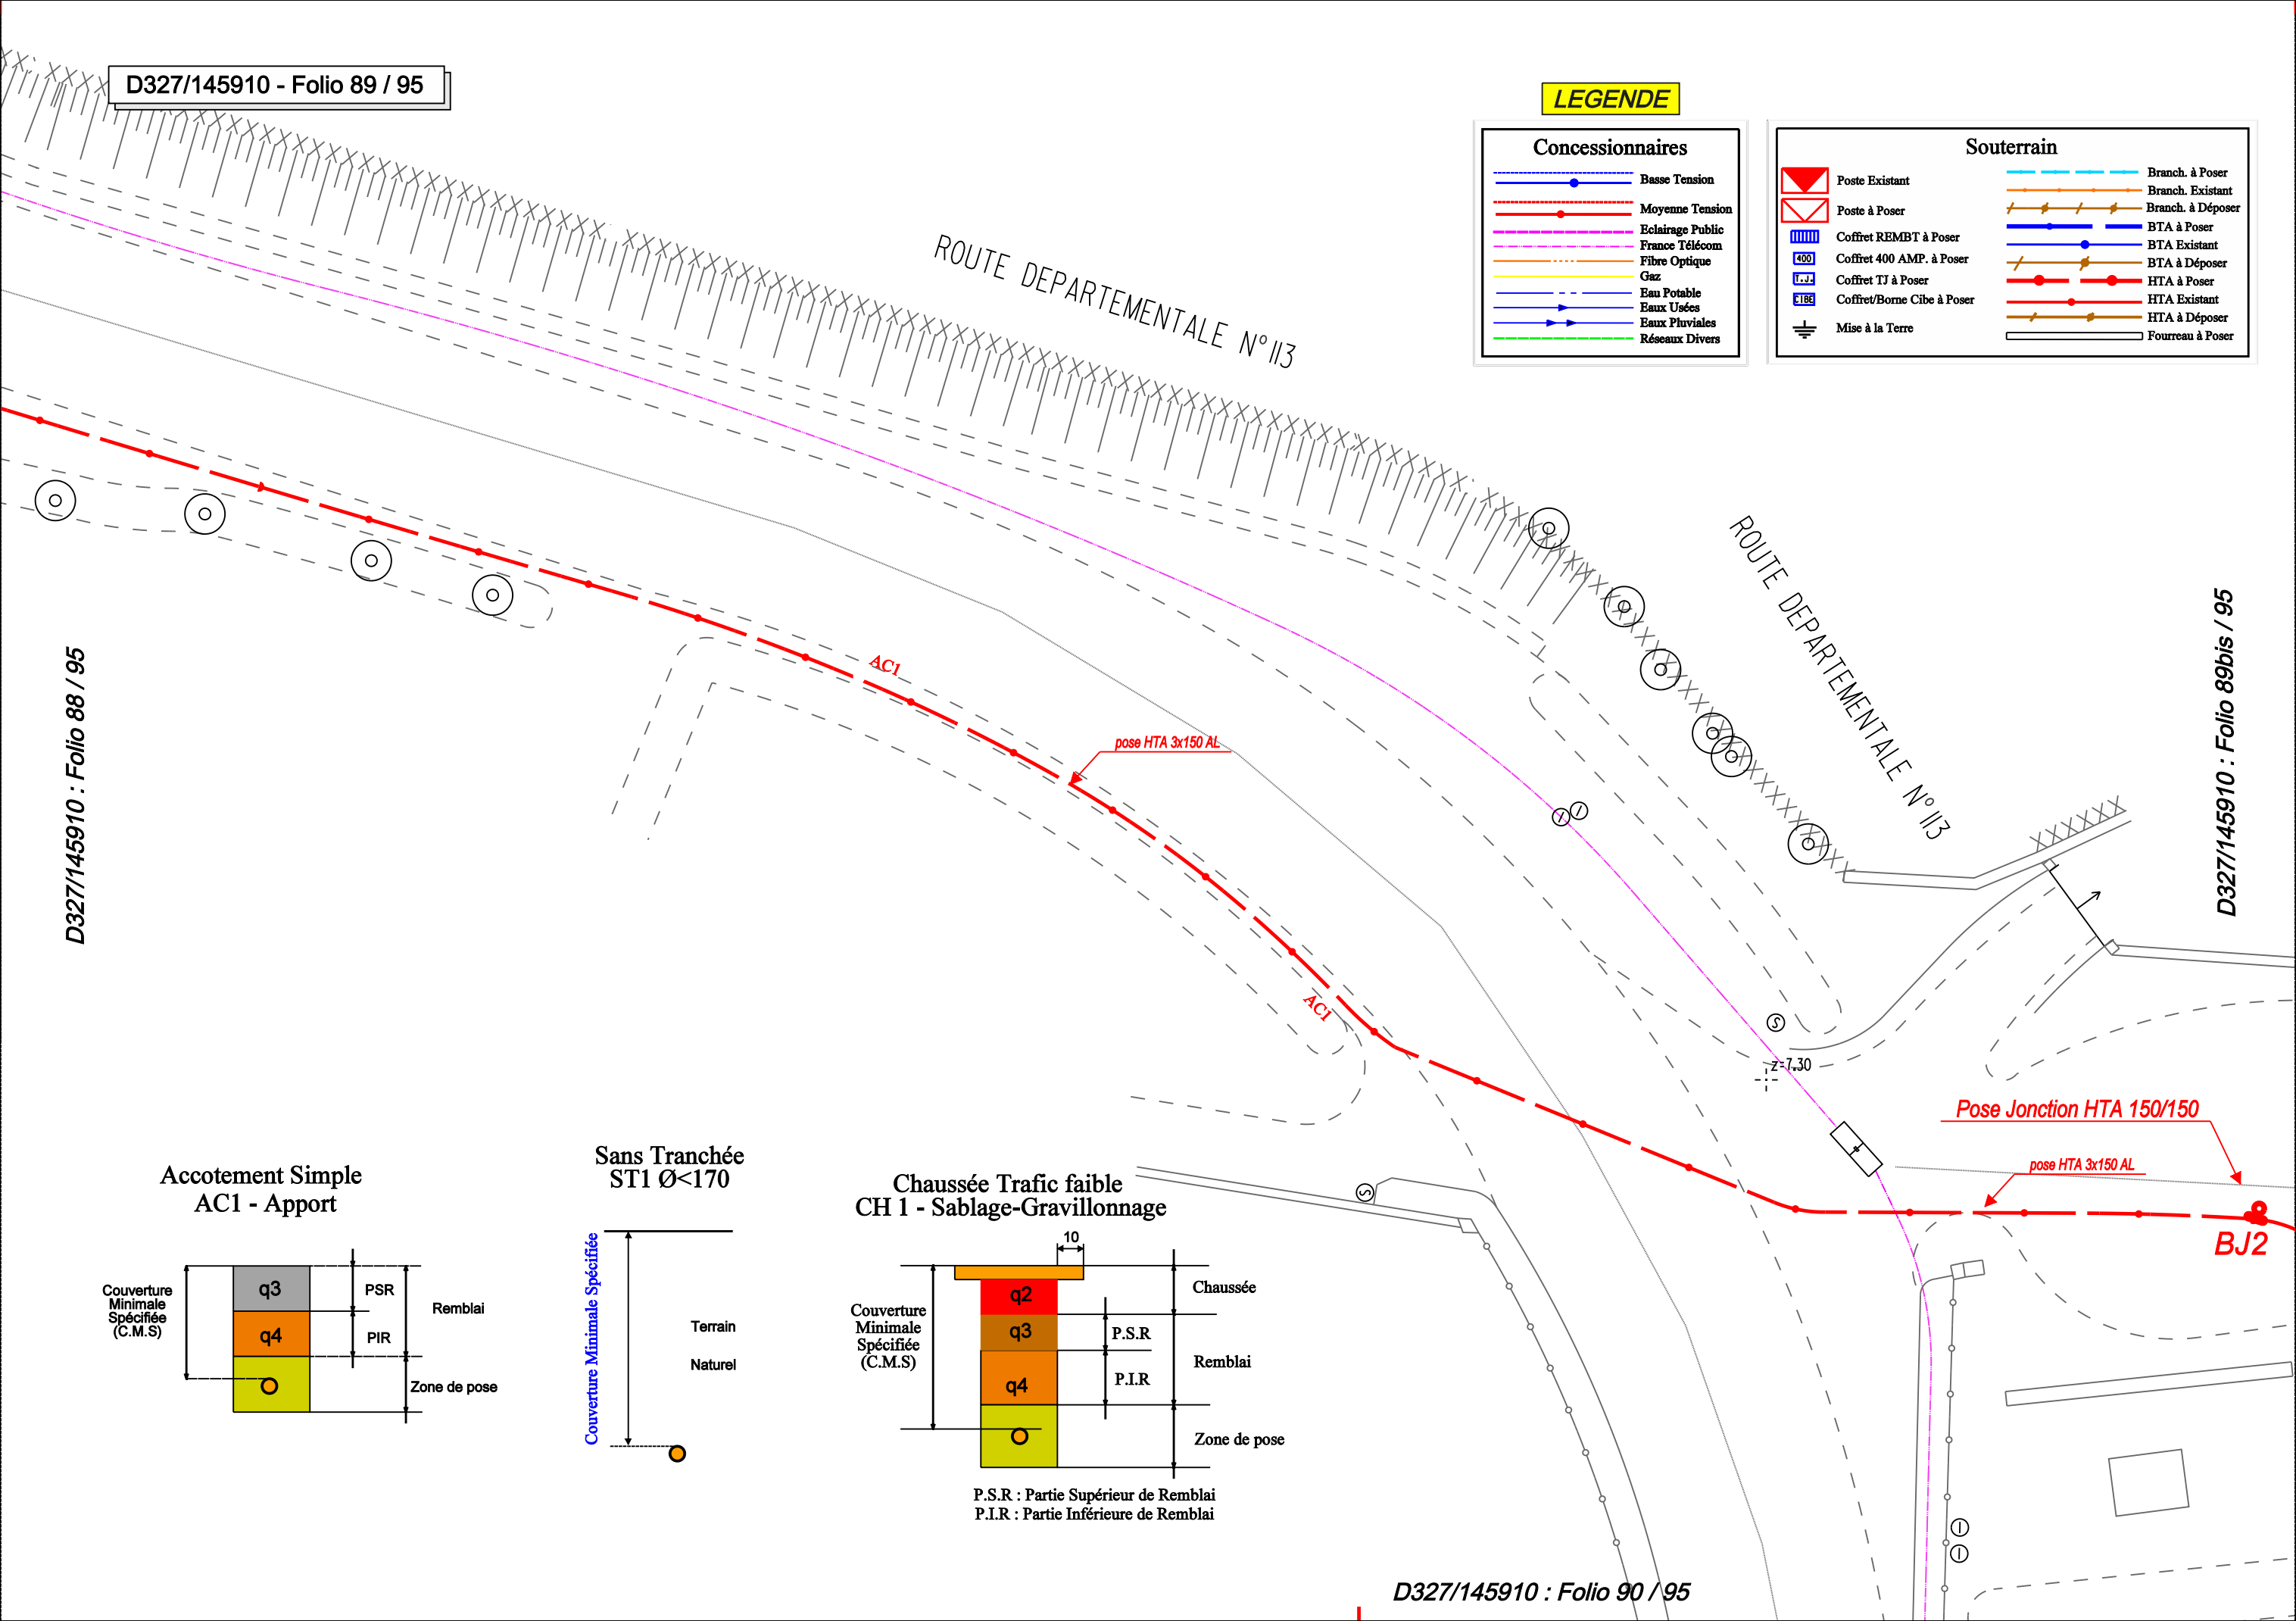 D327/145910 - Folio 89 / 95
LEGENDE
Concessionnaires
Basse Tension
Moyenne Tension
Eclairage Public
France Télécom
Fibre Optique
Gaz
Eau Potable
Eaux Usées
Eaux Pluviales
Réseaux Divers
Souterrain
Poste Existant
Poste à Poser
Coffret REMBT à Poser
400
Coffret 400 AMP. à Poser
T.J.
Coffret TJ à Poser
CIBE
Coffret/Borne Cibe à Poser
Mise à la Terre
Branch. à Poser
Branch. Existant
Branch. à Déposer
BTA à Poser
BTA Existant
BTA à Déposer
HTA à Poser
HTA Existant
HTA à Déposer
Fourreau à Poser
ROUTE DEPARTEMENTALE N°113
ROUTE DEPARTEMENTALE N°113
D327/145910 : Folio 88 / 95
D327/145910 : Folio 89bis / 95
AC1
pose HTA 3x150 AL
AC1
S
z=7.30
Pose Jonction HTA 150/150
pose HTA 3x150 AL
BJ2
S
Accotement Simple
AC1 - Apport
Couverture
Minimale
Spécifiée
(C.M.S)
q3
q4
PSR
PIR
Remblai
Zone de pose
Sans Tranchée
ST1 Ø<170
Couverture Minimale Spécifiée
Terrain
Naturel
Chaussée Trafic faible
CH 1 - Sablage-Gravillonnage
10
Couverture
Minimale
Spécifiée
(C.M.S)
q2
q3
q4
P.S.R
P.I.R
Chaussée
Remblai
Zone de pose
P.S.R : Partie Supérieur de Remblai
P.I.R : Partie Inférieure de Remblai
D327/145910 : Folio 90 / 95